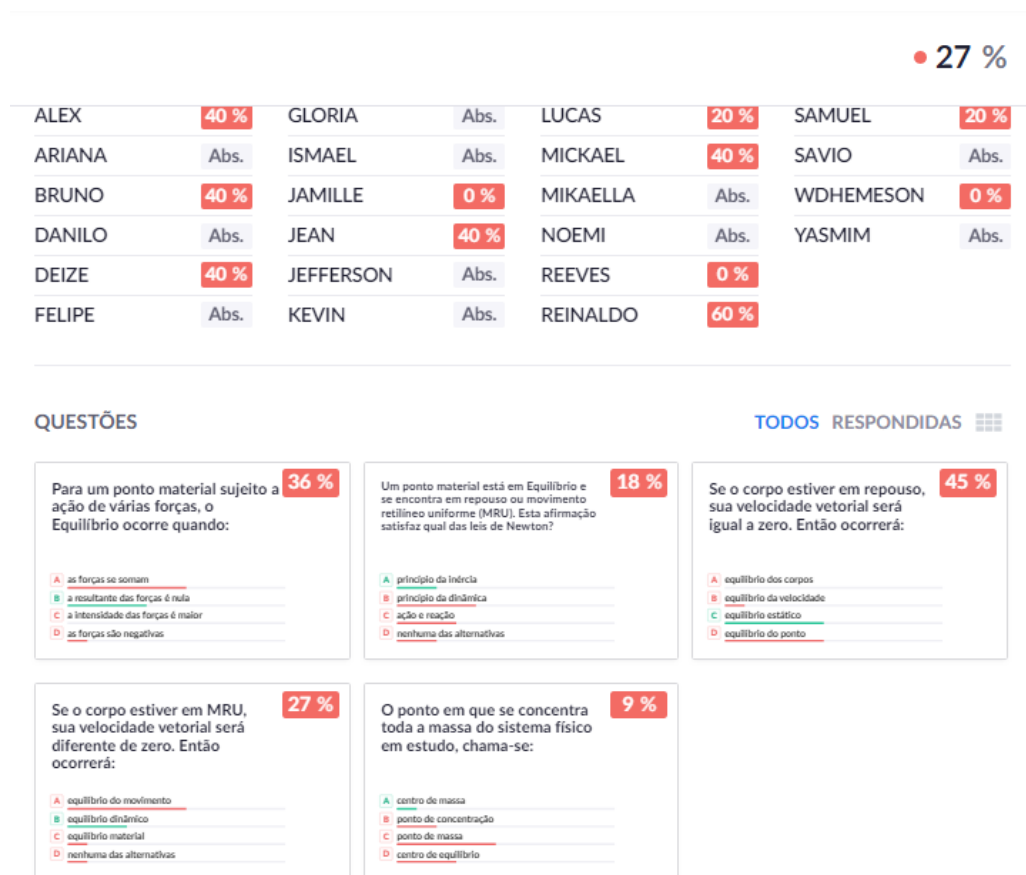 27 %
ALEX 40 % GLORIA Abs. LUCAS 20 % SAMUEL 20 %
ARIANA Abs. ISMAEL Abs. MICKAEL 40 % SAVIO Abs.
BRUNO 40 % JAMILLE 0 % MIKAELLA Abs. WDHEMESON 0 %
DANILO Abs. JEAN 40 % NOEMI Abs. YASMIM Abs.
DEIZE 40 % JEFFERSON Abs. REEVES 0 %
FELIPE Abs. KEVIN Abs. REINALDO 60 %
QUESTÕES TODOS RESPONDIDAS
Para um ponto material sujeito a 36 %
ação de várias forças, o
Equilíbrio ocorre quando:
A as forças se somam
B a resultante das forças é nula
C a intensidade das forças é maior
D as forças são negativas
Um ponto material está em Equilíbrio e 18 %
se encontra em repouso ou movimento
retilíneo uniforme (MRU). Esta afirmação
satisfaz qual das leis de Newton?
A princípio da inércia
B princípio da dinâmica
C ação e reação
D nenhuma das alternativas
Se o corpo estiver em repouso, 45 %
sua velocidade vetorial será
igual a zero. Então ocorrerá:
A equilíbrio dos corpos
B equilíbrio da velocidade
C equilíbrio estático
D equilíbrio do ponto
Se o corpo estiver em MRU, 27 %
sua velocidade vetorial será
diferente de zero. Então
ocorrerá:
A equilíbrio do movimento
B equilíbrio dinâmico
C equilíbrio material
D nenhuma das alternativas
O ponto em que se concentra 9 %
toda a massa do sistema físico
em estudo, chama-se:
A centro de massa
B ponto de concentração
C ponto de massa
D centro de equilíbrio